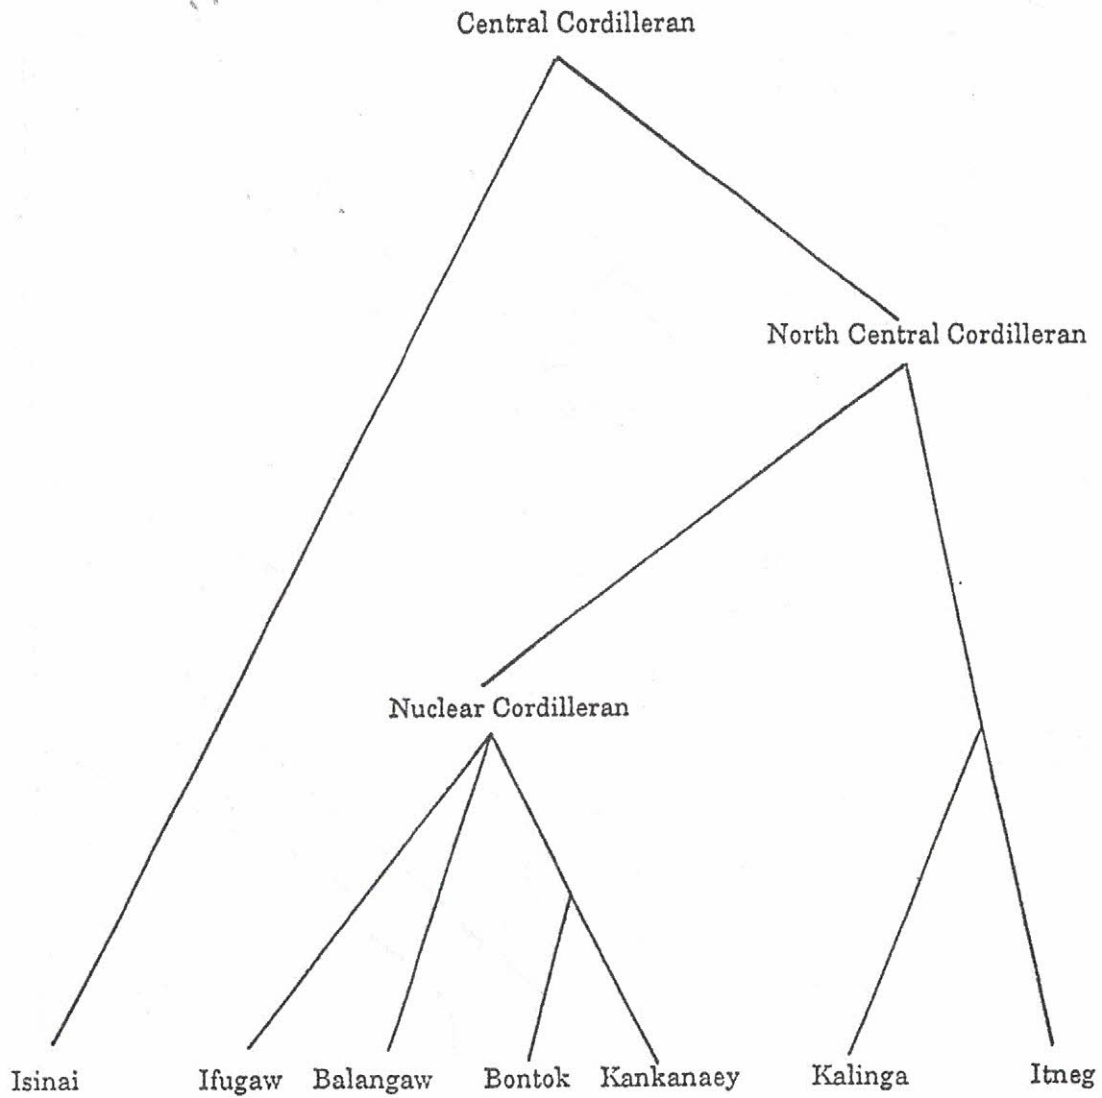 Central Cordilleran
North Central Cordilleran
Nuclear Cordilleran
Isinai Ifugaw Balangaw Bontok Kankanaey Kalinga Itneg